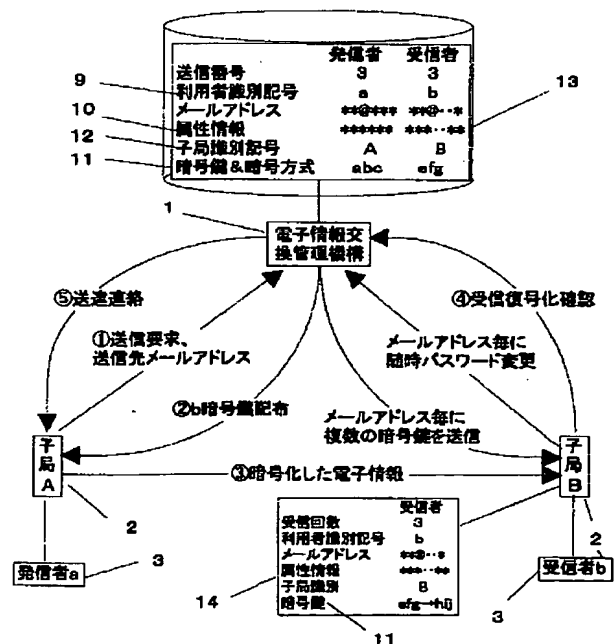 発信者 受信者
送信番号 3 3
9 利用者識別記号 a b
メールアドレス **@*** **@・・*
10 属性情報 ****** ***・・**
12 子局識別記号 A B
11 暗号鍵&暗号方式 abc efg
13
1
電子情報交
換管理機構
⑤送達連絡
④受信復号化確認
①送信要求、
送信先メールアドレス
メールアドレス毎に
随時パスワード変更
②b暗号鍵配布
メールアドレス毎に
複数の暗号鍵を送信
子局A
③暗号化した電子情報
子局B
2
2
発信者a
3
受信者b
3
受信者
受信回数 3
利用者識別記号 b
メールアドレス **@・・*
属性情報 ***・・**
子局識別 B
暗号鍵 efg→hij
14
11